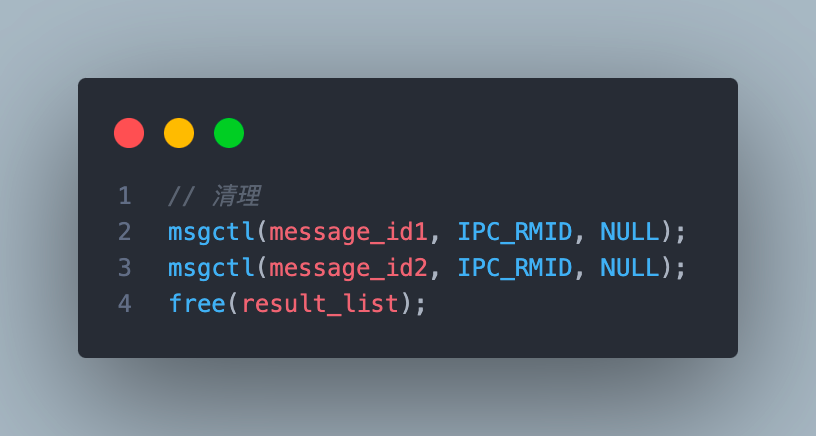 1 // 清理
2 msgctl(message_id1, IPC_RMID, NULL);
3 msgctl(message_id2, IPC_RMID, NULL);
4 free(result_list);